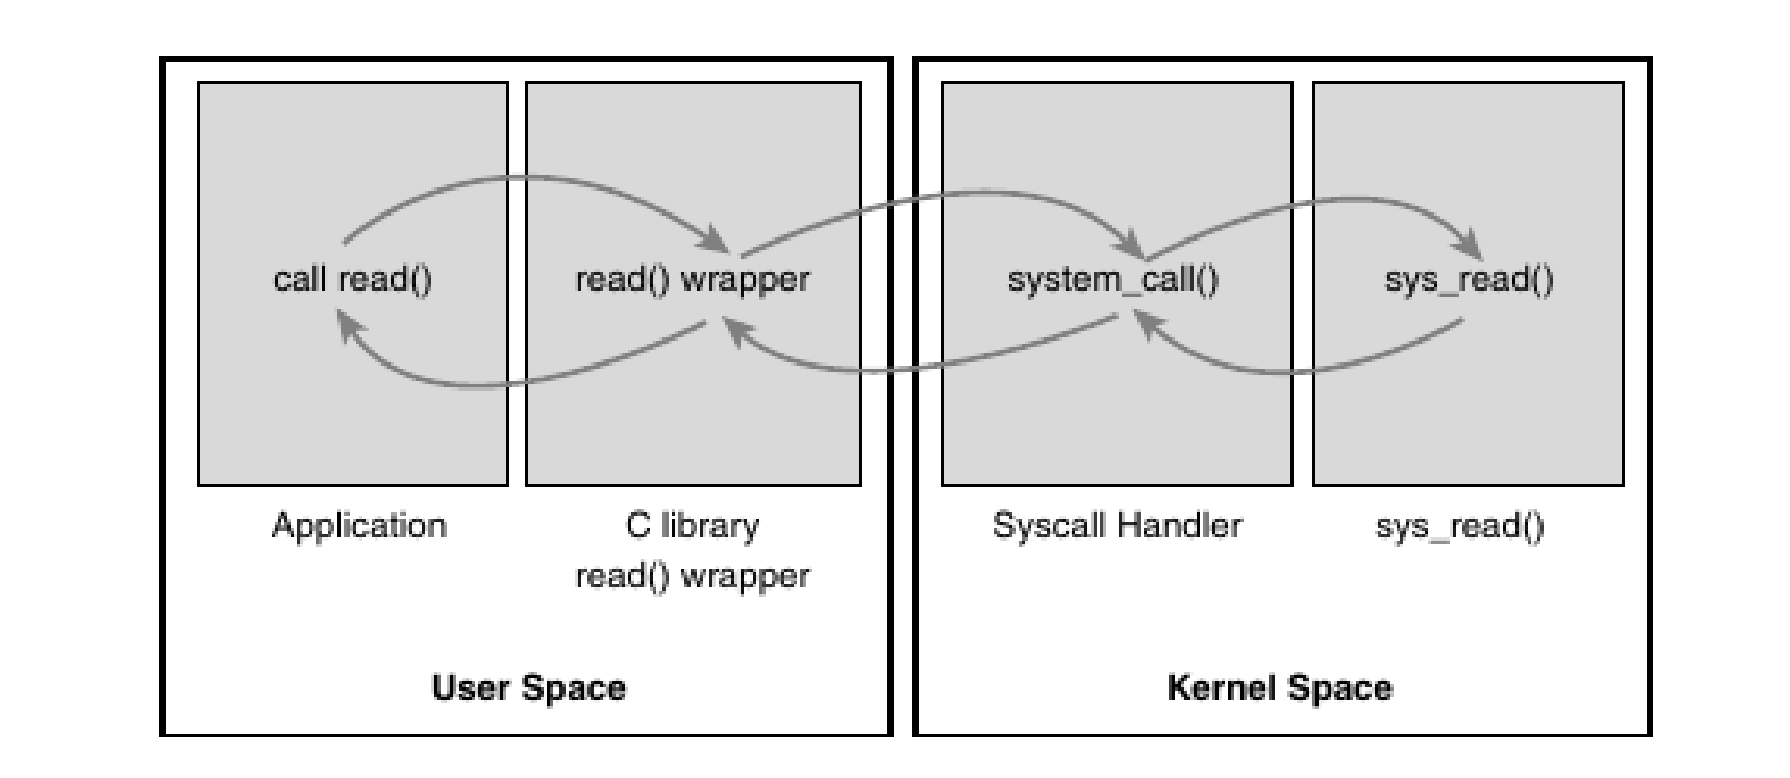 call read()
read() wrapper
system_call()
sys_read()
Application
C library
read() wrapper
Syscall Handler
sys_read()
User Space
Kernel Space